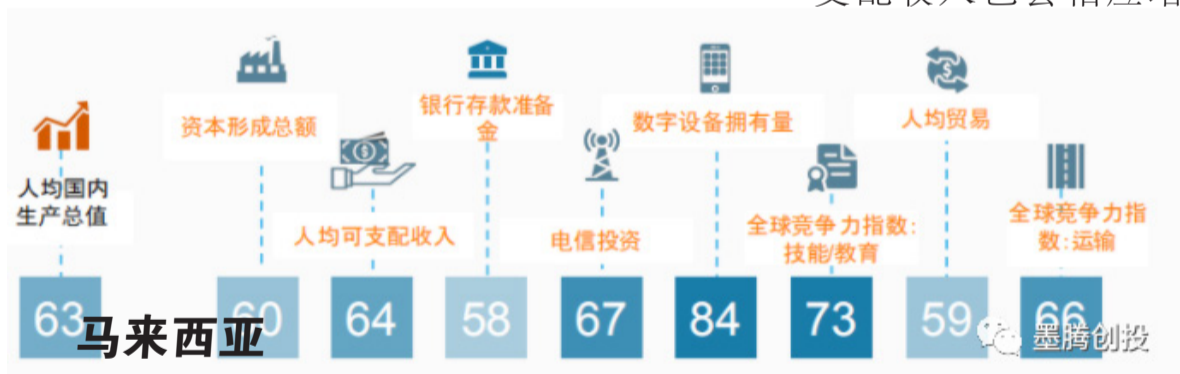 资本形成总额
银行存款准备
金
数字设备拥有量
人均贸易
人均国内
生产总值
人均可支配收入
电信投资
全球竞争力指数:
技能/教育
全球竞争力指
数:运输
63
60
64
58
67
84
73
59
66
马来西亚
墨腾创投